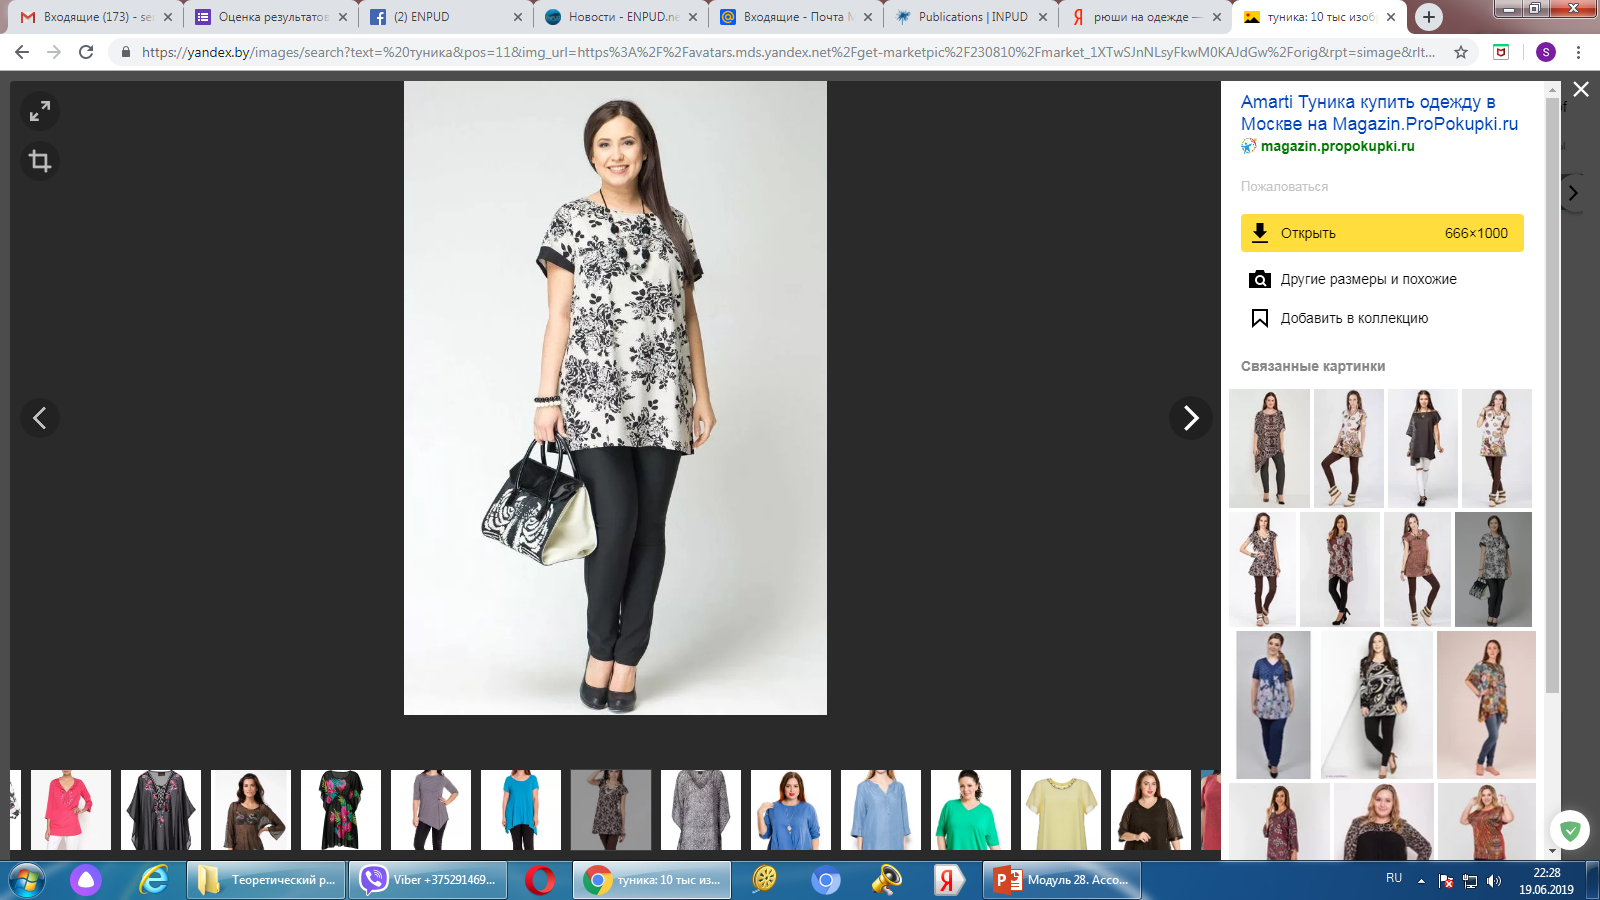 Входящие (173) - se
Оценка результатов
(2) ENPUD
Новости - ENPUD.ne
Входящие - Почта M
Publications | INPUD
рюши на одежде —
туника: 10 тыс изоб
https://yandex.by/images/search?text=%20туника&pos=11&img_url=https%3A%2F%2Favatars.mds.yandex.net%2Fget-marketpic%2F230810%2Fmarket_1XTwSJnNLsyFkwM0KAJdGw%2Forig&rpt=simage&rlt...
S
Amarti Туника купить одежду в
Москве на Magazin.ProPokupki.ru
magazin.propokupki.ru
Пожаловаться
Открыть 666×1000
Другие размеры и похожие
Добавить в коллекцию
Связанные картинки
Теоретический р...
Viber +375291469...
туника: 10 тыс из...
Модуль 28. Ассо...
RU
22:28
19.06.2019